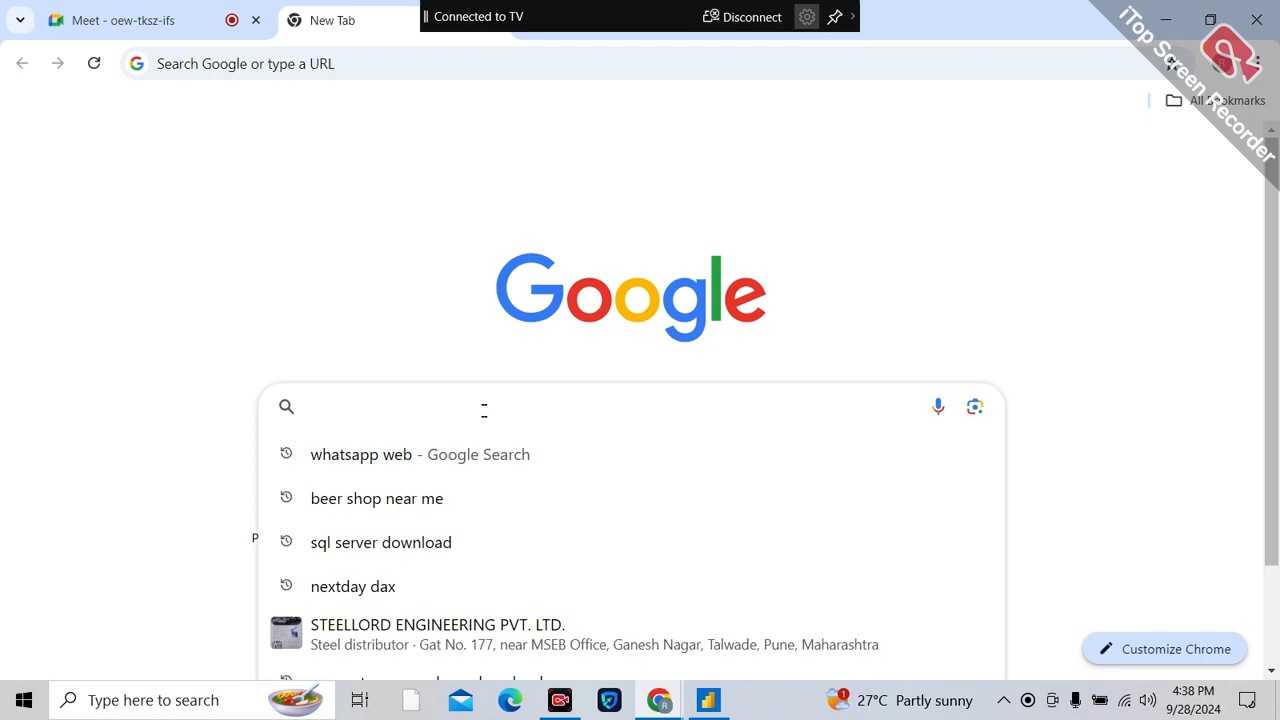 Meet - oew-tksz-ifs
New Tab
Connected to TV
Disconnect
Search Google or type a URL
All Bookmarks
iTop Screen Recorder
Google
whatsapp web - Google Search
beer shop near me
sql server download
nextday dax
P
STEELLORD ENGINEERING PVT. LTD.
Steel distributor · Gat No. 177, near MSEB Office, Ganesh Nagar, Talwade, Pune, Maharashtra
Customize Chrome
Type here to search
R
1
27°C Partly sunny
4:38 PM
9/28/2024